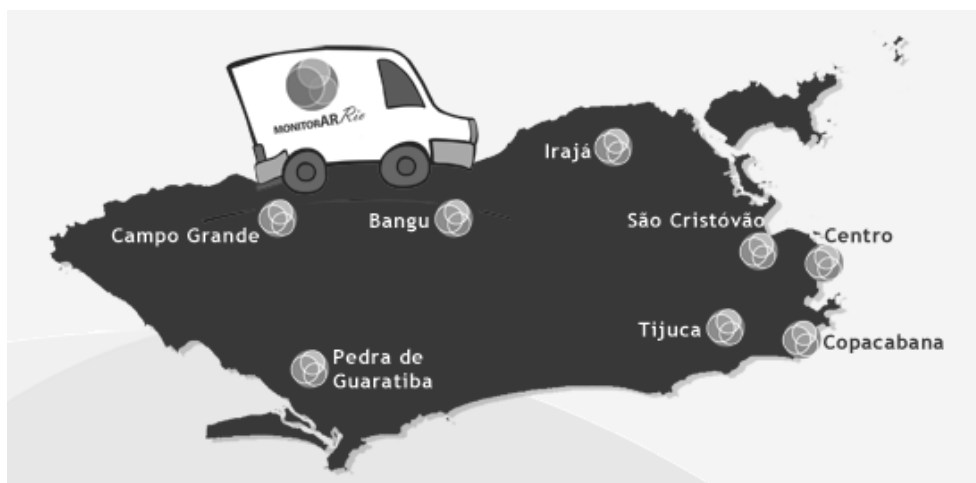 MONITORAR Rio
Irajá
Campo Grande
Bangu
São Cristóvão
Centro
Tijuca
Copacabana
Pedra de
Guaratiba